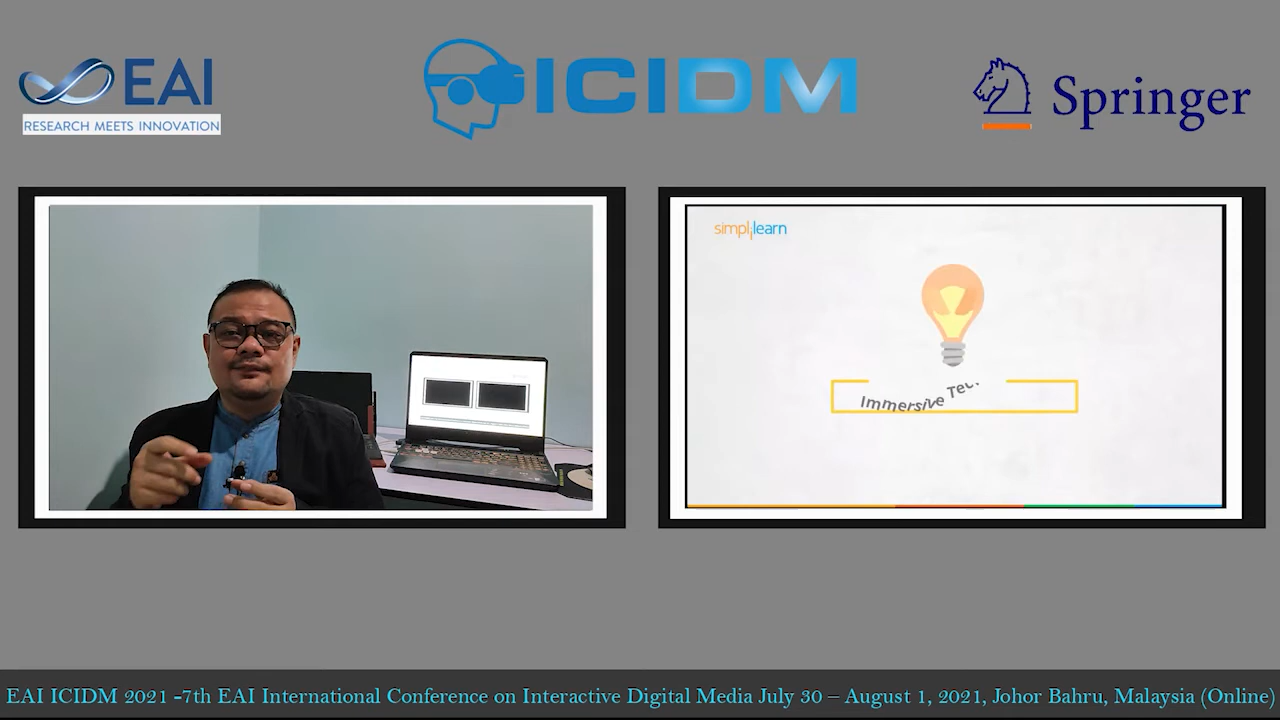 EAI
RESEARCH MEETS INNOVATION
ICIDM
Springer
simplilearn
Immersive Tec
EAI ICIDM 2021 -7th EAI International Conference on Interactive Digital Media July 30 – August 1, 2021, Johor Bahru, Malaysia (Online)